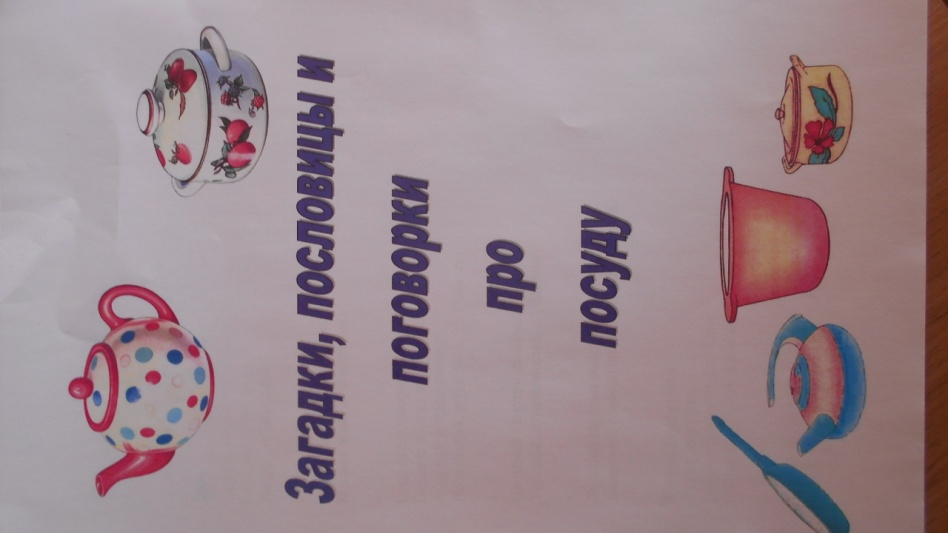 Загадки, пословицы и
поговорки
про
посуду